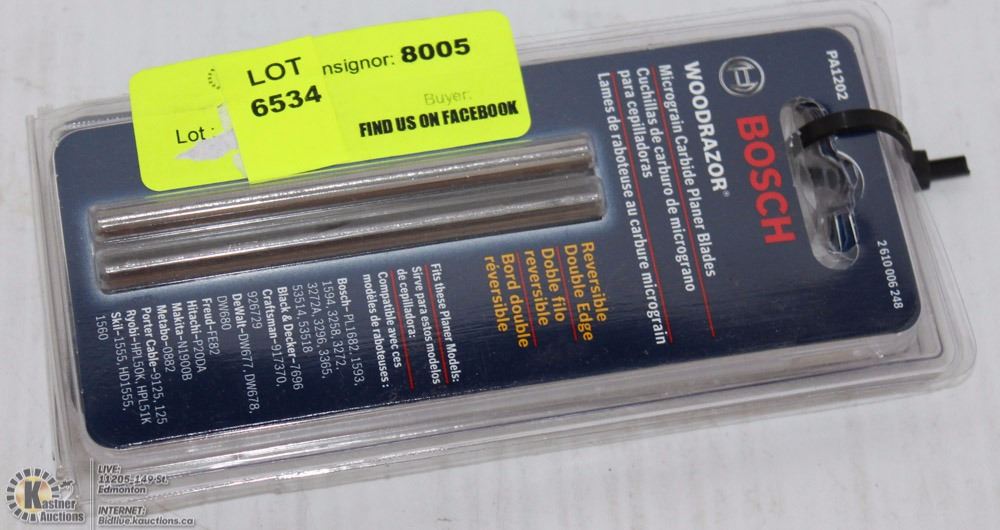 LOT
6534
nsignor: 8005
Buyer:
Lot :
FIND US ON FACEBOOK
PA1202
2 610 006 248
BOSCH
WOODRAZOR®
Micrograin Carbide Planer Blades
Cuchillas de carburo de micrograno
para cepilladoras
Lames de raboteuse au carbure micrograin
Reversible
Double Edge
Doble filo
reversible
Bord double
réversible
Fits these Planer Models:
Sirve para estos modelos
de cepilladora:
Compatible avec ces
modèles de raboteuses :
Bosch-PL1682, 1593,
1594, 3258, 3272,
3272A, 3296, 3365,
53514, 53518
Black & Decker-7696
Craftsman-917370,
926729
DeWalt-DW677, DW678,
DW680
Freud-FE82
Hitachi-P20DA
Makita-N1900B
Metabo-0882
Porter Cable-9125, 125
Ryobi-HPL50K, HPL51K
Skil-1555, HD1555,
1560
Kastner
Auctions
LIVE:
11205-149 St.
Edmonton
INTERNET:
Bidlive.kauctions.ca